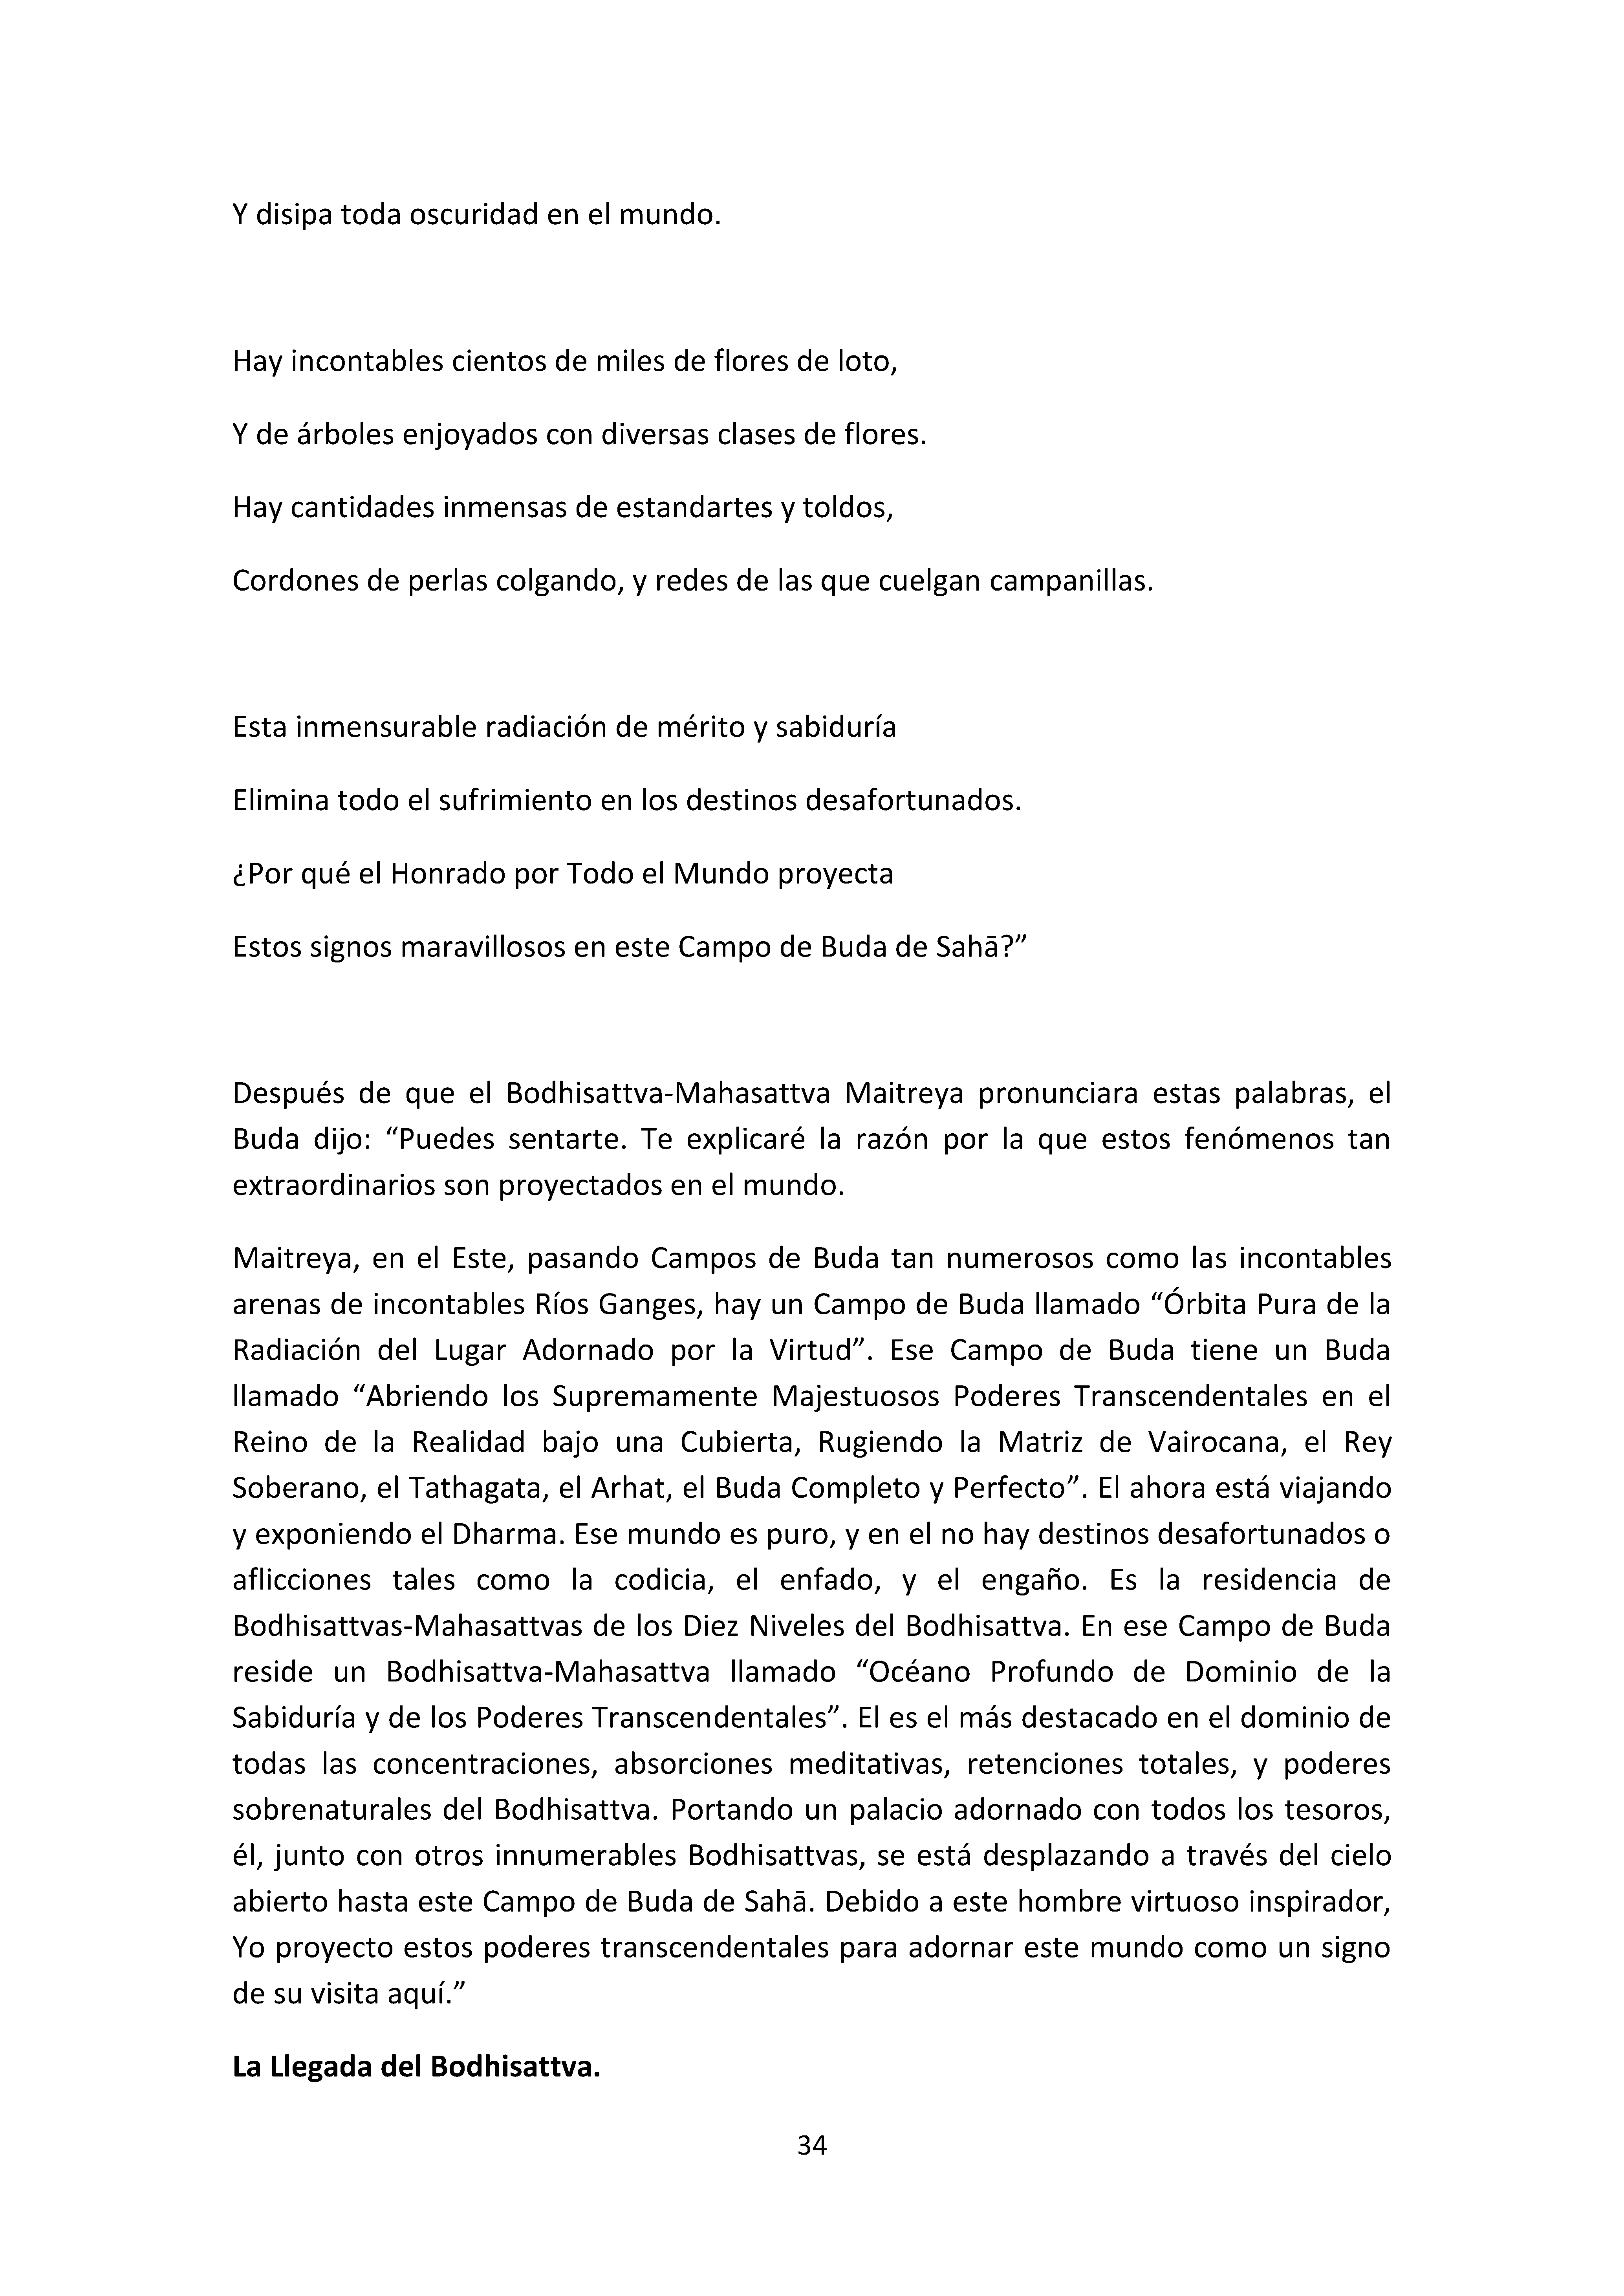 Y disipa toda oscuridad en el mundo.
Hay incontables cientos de miles de flores de loto,
Y de árboles enjoyados con diversas clases de flores.
Hay cantidades inmensas de estandartes y toldos,
Cordones de perlas colgando, y redes de las que cuelgan campanillas.
Esta inmensurable radiación de mérito y sabiduría
Elimina todo el sufrimiento en los destinos desafortunados.
¿Por qué el Honrado por Todo el Mundo proyecta
Estos signos maravillosos en este Campo de Buda de Sahā?”
Después de que el Bodhisattva-Mahasattva Maitreya pronunciara estas palabras, el
Buda dijo: “Puedes sentarte. Te explicaré la razón por la que estos fenómenos tan
extraordinarios son proyectados en el mundo.
Maitreya, en el Este, pasando Campos de Buda tan numerosos como las incontables
arenas de incontables Ríos Ganges, hay un Campo de Buda llamado “Órbita Pura de la
Radiación del Lugar Adornado por la Virtud”. Ese Campo de Buda tiene un Buda
llamado “Abriendo los Supremamente Majestuosos Poderes Transcendentales en el
Reino de la Realidad bajo una Cubierta, Rugiendo la Matriz de Vairocana, el Rey
Soberano, el Tathagata, el Arhat, el Buda Completo y Perfecto”. El ahora está viajando
y exponiendo el Dharma. Ese mundo es puro, y en el no hay destinos desafortunados o
aflicciones tales como la codicia, el enfado, y el engaño. Es la residencia de
Bodhisattvas-Mahasattvas de los Diez Niveles del Bodhisattva. En ese Campo de Buda
reside un Bodhisattva-Mahasattva llamado “Océano Profundo de Dominio de la
Sabiduría y de los Poderes Transcendentales”. El es el más destacado en el dominio de
todas las concentraciones, absorciones meditativas, retenciones totales, y poderes
sobrenaturales del Bodhisattva. Portando un palacio adornado con todos los tesoros,
él, junto con otros innumerables Bodhisattvas, se está desplazando a través del cielo
abierto hasta este Campo de Buda de Sahā. Debido a este hombre virtuoso inspirador,
Yo proyecto estos poderes transcendentales para adornar este mundo como un signo
de su visita aquí.”
La Llegada del Bodhisattva.
34